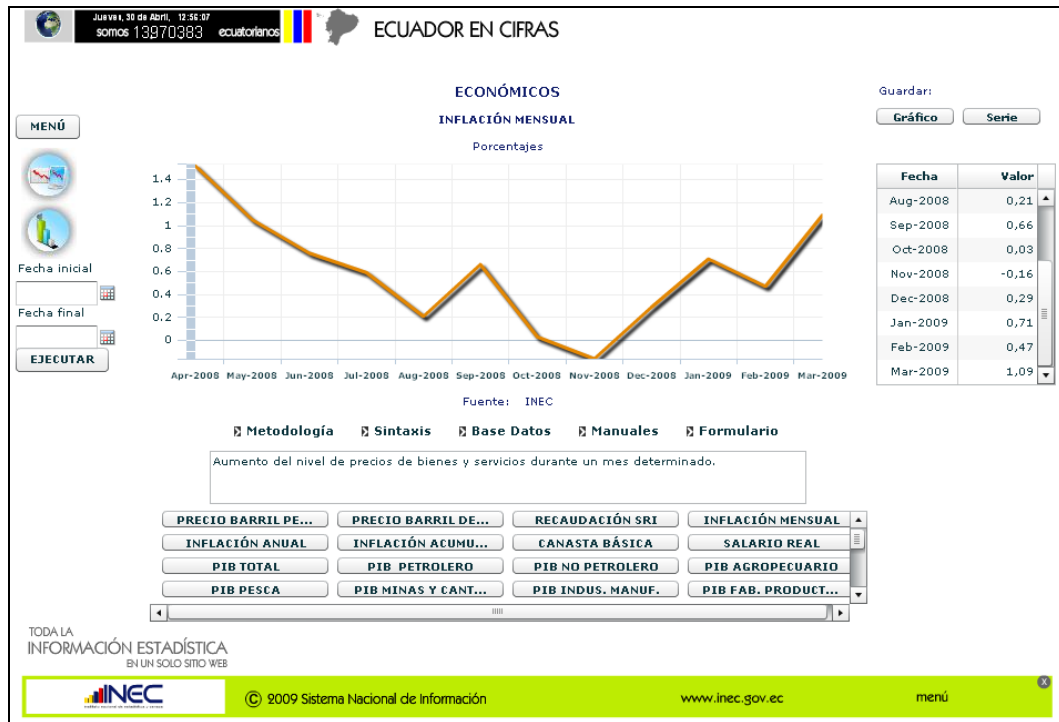 Jueves, 30 de Abril, 12:56:07
somos 13970383 ecuatorianos
ECUADOR EN CIFRAS
ECONÓMICOS
Guardar:
Gráfico Serie
MENÚ
INFLACIÓN MENSUAL
Porcentajes
1.4
1.2
1
0.8
0.6
0.4
0.2
0
Apr-2008 May-2008 Jun-2008 Jul-2008 Aug-2008 Sep-2008 Oct-2008 Nov-2008 Dec-2008 Jan-2009 Feb-2009 Mar-2009
Fecha inicial
Fecha final
EJECUTAR
Fecha Valor
Aug-2008 0,21
Sep-2008 0,66
Oct-2008 0,03
Nov-2008 -0,16
Dec-2008 0,29
Jan-2009 0,71
Feb-2009 0,47
Mar-2009 1,09
Fuente: INEC
Metodología Sintaxis Base Datos Manuales Formulario
Aumento del nivel de precios de bienes y servicios durante un mes determinado.
PRECIO BARRIL PE... PRECIO BARRIL DE... RECAUDACIÓN SRI INFLACIÓN MENSUAL
INFLACIÓN ANUAL INFLACIÓN ACUMU... CANASTA BÁSICA SALARIO REAL
PIB TOTAL PIB PETROLERO PIB NO PETROLERO PIB AGROPECUARIO
PIB PESCA PIB MINAS Y CANT... PIB INDUS. MANUF. PIB FAB. PRODUCT...
TODA LA
INFORMACIÓN ESTADÍSTICA
EN UN SOLO SITIO WEB
INEC
© 2009 Sistema Nacional de Información www.inec.gov.ec menú
X